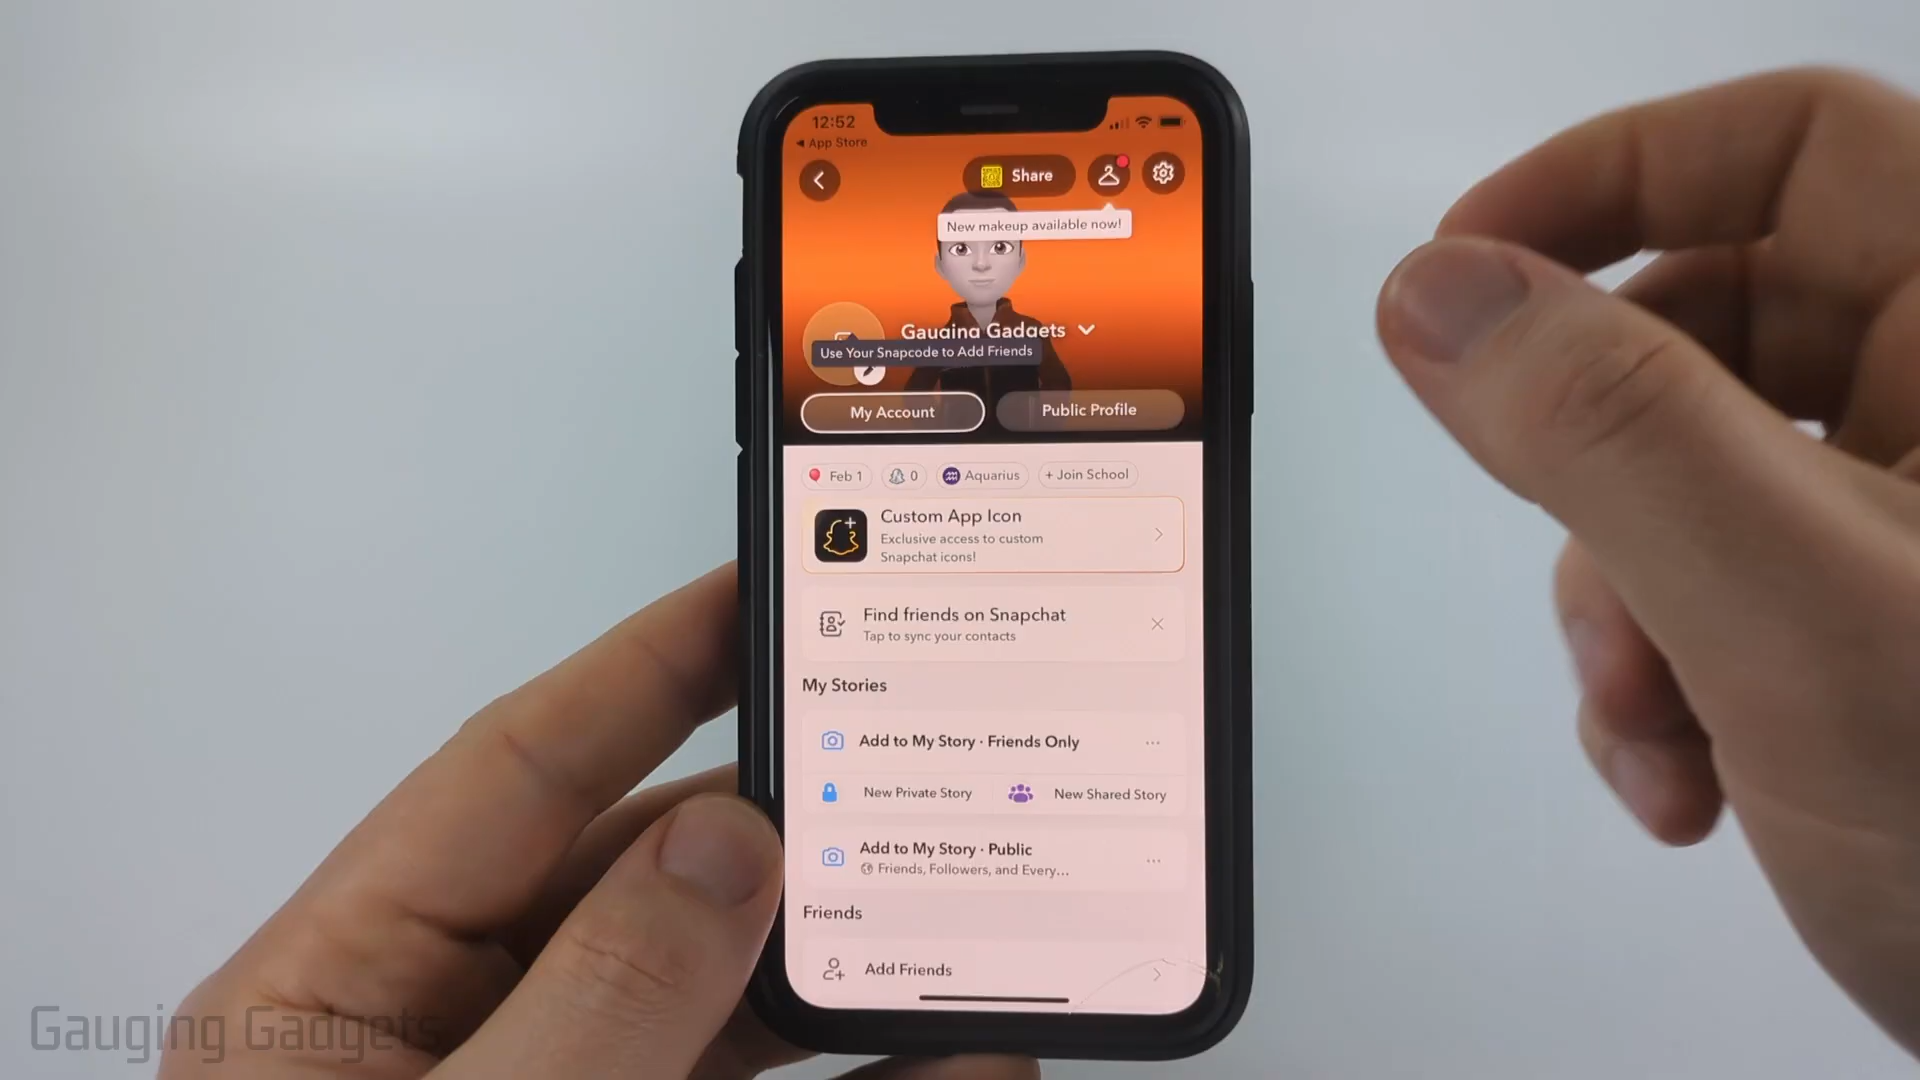 12:52
App Store
Share
New makeup available now!
Gauging Gadgets
Use Your Snapcode to Add Friends
My Account
Public Profile
Feb 1
0
Aquarius
+ Join School
Custom App Icon
Exclusive access to custom
Snapchat icons!
Find friends on Snapchat
Tap to sync your contacts
My Stories
Add to My Story · Friends Only
New Private Story
New Shared Story
Add to My Story · Public
Friends, Followers, and Every...
Friends
Add Friends
Gauging Gadgets